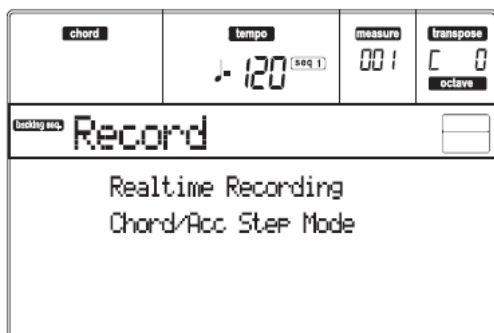 chord tempo measure transpose
♩= 120 seq 1 001 C 0
octave
backing seq. Record
Realtime Recording
Chord/Acc Step Mode